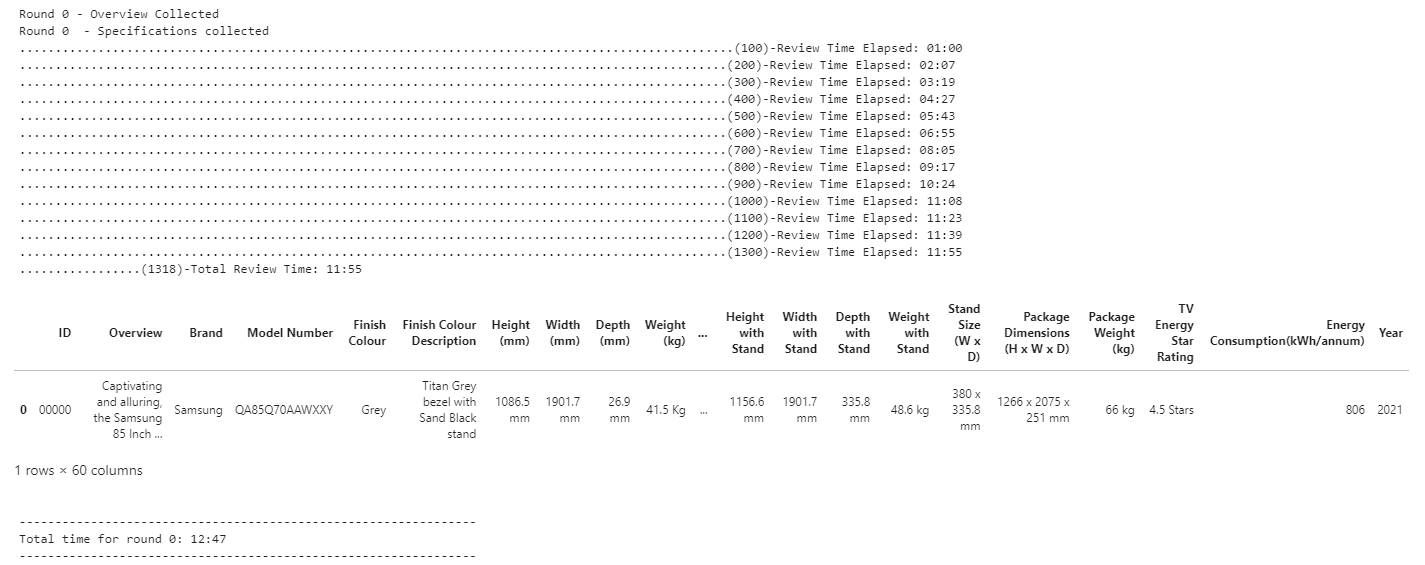 Round 0 - Overview Collected
Round 0  - Specifications collected
...................................................................................................(100)-Review Time Elapsed: 01:00
..................................................................................................(200)-Review Time Elapsed: 02:07
..................................................................................................(300)-Review Time Elapsed: 03:19
..................................................................................................(400)-Review Time Elapsed: 04:27
..................................................................................................(500)-Review Time Elapsed: 05:43
..................................................................................................(600)-Review Time Elapsed: 06:55
..................................................................................................(700)-Review Time Elapsed: 08:05
..................................................................................................(800)-Review Time Elapsed: 09:17
..................................................................................................(900)-Review Time Elapsed: 10:24
..................................................................................................(1000)-Review Time Elapsed: 11:08
..................................................................................................(1100)-Review Time Elapsed: 11:23
..................................................................................................(1200)-Review Time Elapsed: 11:39
..................................................................................................(1300)-Review Time Elapsed: 11:55
.................(1318)-Total Review Time: 11:55
ID Overview Brand Model Number Finish Colour Finish Colour Description Height (mm) Width (mm) Depth (mm) Weight (kg) ... Height with Stand Width with Stand Depth with Stand Weight with Stand Stand Size (W x D) Package Dimensions (H x W x D) Package Weight (kg) TV Energy Star Rating Energy Consumption(kWh/annum) Year
0 00000 Captivating and alluring, the Samsung 85 Inch ... Samsung QA85Q70AAWXXY Grey Titan Grey bezel with Sand Black stand 1086.5 mm 1901.7 mm 26.9 mm 41.5 Kg ... 1156.6 mm 1901.7 mm 335.8 mm 48.6 kg 380 x 335.8 mm 1266 x 2075 x 251 mm 66 kg 4.5 Stars 806 2021
1 rows × 60 columns
----------------------------------------------------------------
Total time for round 0: 12:47
----------------------------------------------------------------